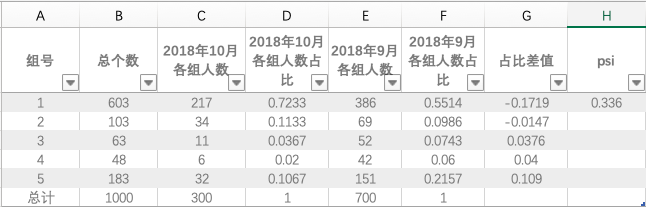 A B C D E F G H
组号 总个数 2018年10月各组人数 2018年10月各组人数占比 2018年9月各组人数 2018年9月各组人数占比 占比差值 psi
1 603 217 0.7233 386 0.5514 -0.1719 0.336
2 103 34 0.1133 69 0.0986 -0.0147
3 63 11 0.0367 52 0.0743 0.0376
4 48 6 0.02 42 0.06 0.04
5 183 32 0.1067 151 0.2157 0.109
总计 1000 300 1 700 1